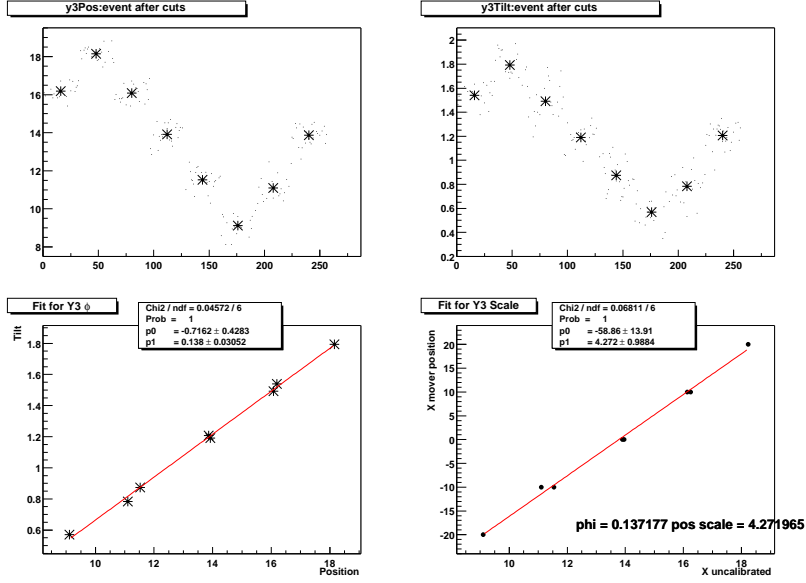 y3Pos:event after cuts
18
16
14
12
10
8
0 50 100 150 200 250
y3Tilt:event after cuts
2
1.8
1.6
1.4
1.2
1
0.8
0.6
0.4
0.2
0 50 100 150 200 250
Fit for Y3 ϕ
Chi2 / ndf = 0.04572 / 6
Prob = 1
p0 = -0.7162 ± 0.4283
p1 = 0.138 ± 0.03052
Tilt
1.8
1.6
1.4
1.2
1
0.8
0.6
10 12 14 16 18
Position
Fit for Y3 Scale
Chi2 / ndf = 0.06811 / 6
Prob = 1
p0 = -58.86 ± 13.91
p1 = 4.272 ± 0.9884
X mover position
20
15
10
5
0
-5
-10
-15
-20
phi = 0.137177 pos scale = 4.271965
10 12 14 16 18
X uncalibrated